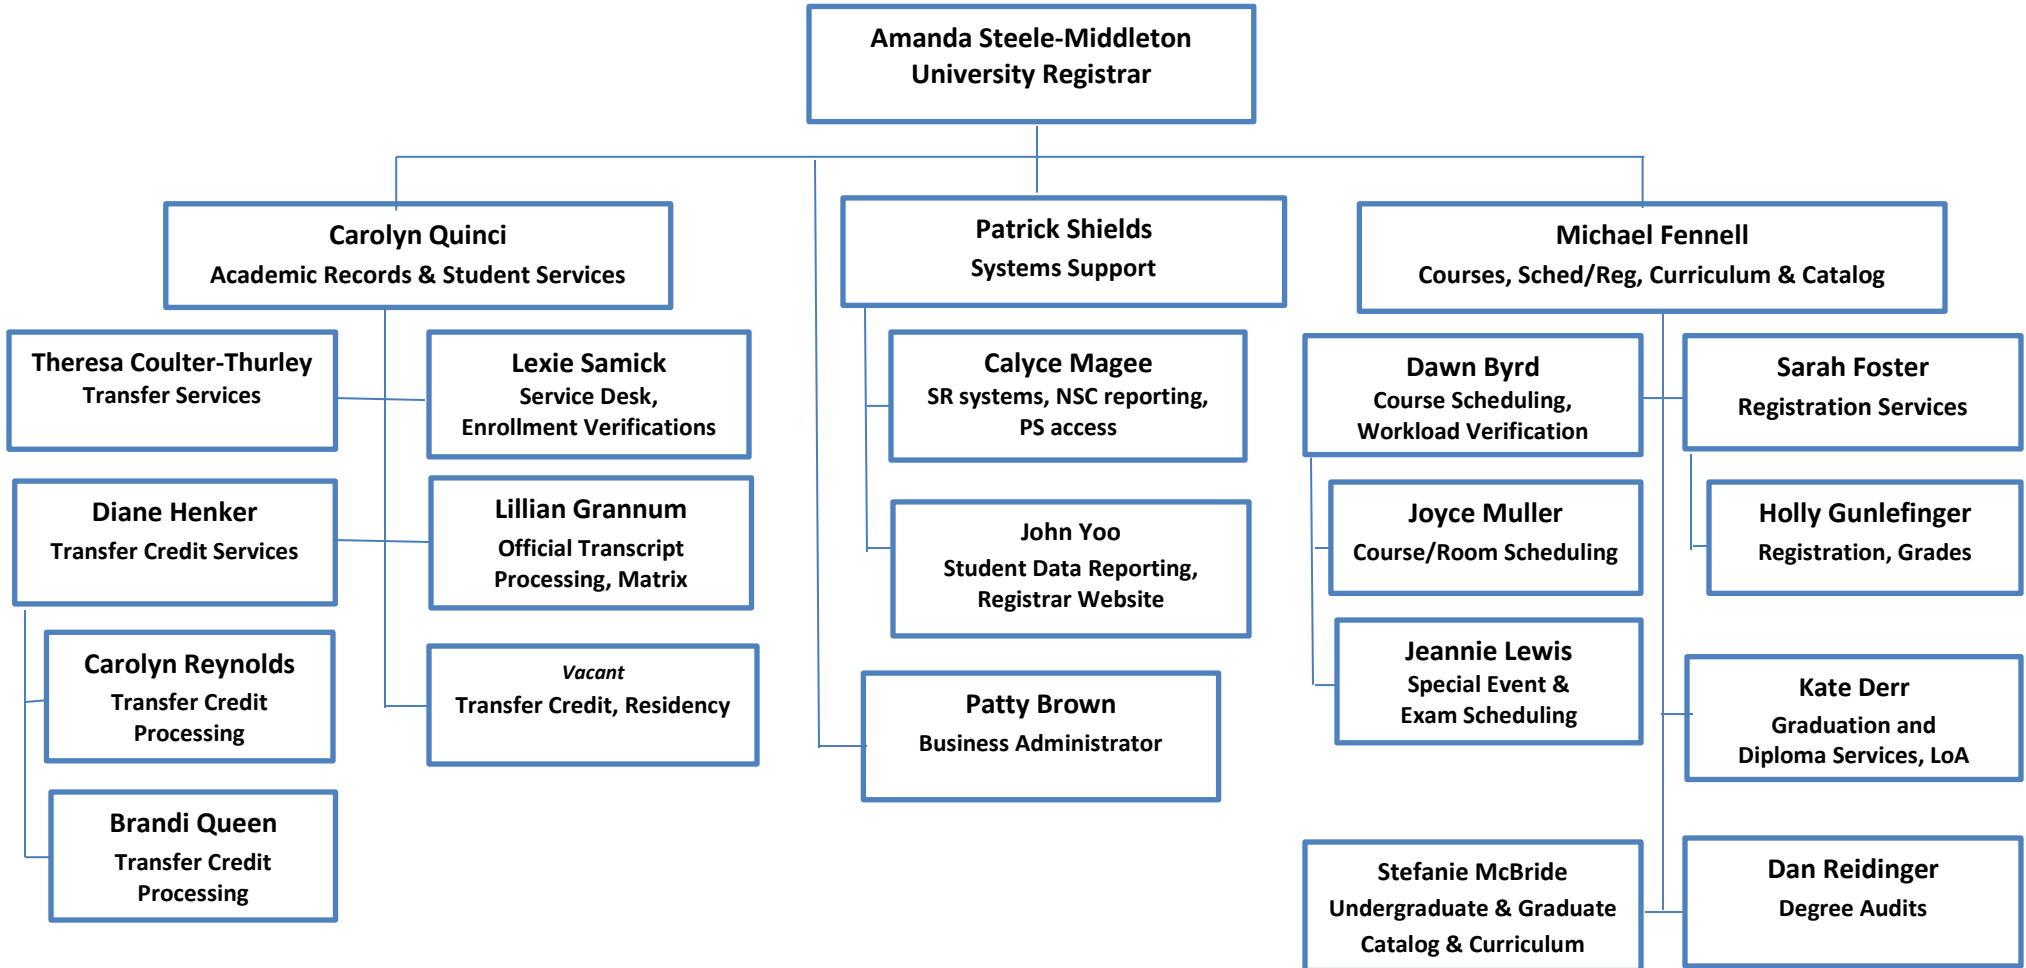 Amanda Steele-Middleton
University Registrar
Carolyn Quinci
Academic Records & Student Services
Patrick Shields
Systems Support
Michael Fennell
Courses, Sched/Reg, Curriculum & Catalog
Theresa Coulter-Thurley
Transfer Services
Lexie Samick
Service Desk,
Enrollment Verifications
Calyce Magee
SR systems, NSC reporting,
PS access
Dawn Byrd
Course Scheduling,
Workload Verification
Sarah Foster
Registration Services
Diane Henker
Transfer Credit Services
Lillian Grannum
Official Transcript
Processing, Matrix
John Yoo
Student Data Reporting,
Registrar Website
Joyce Muller
Course/Room Scheduling
Holly Gunlefinger
Registration, Grades
Carolyn Reynolds
Transfer Credit
Processing
Vacant
Transfer Credit, Residency
Patty Brown
Business Administrator
Jeannie Lewis
Special Event &
Exam Scheduling
Kate Derr
Graduation and
Diploma Services, LoA
Brandi Queen
Transfer Credit
Processing
Stefanie McBride
Undergraduate & Graduate
Catalog & Curriculum
Dan Reidinger
Degree Audits